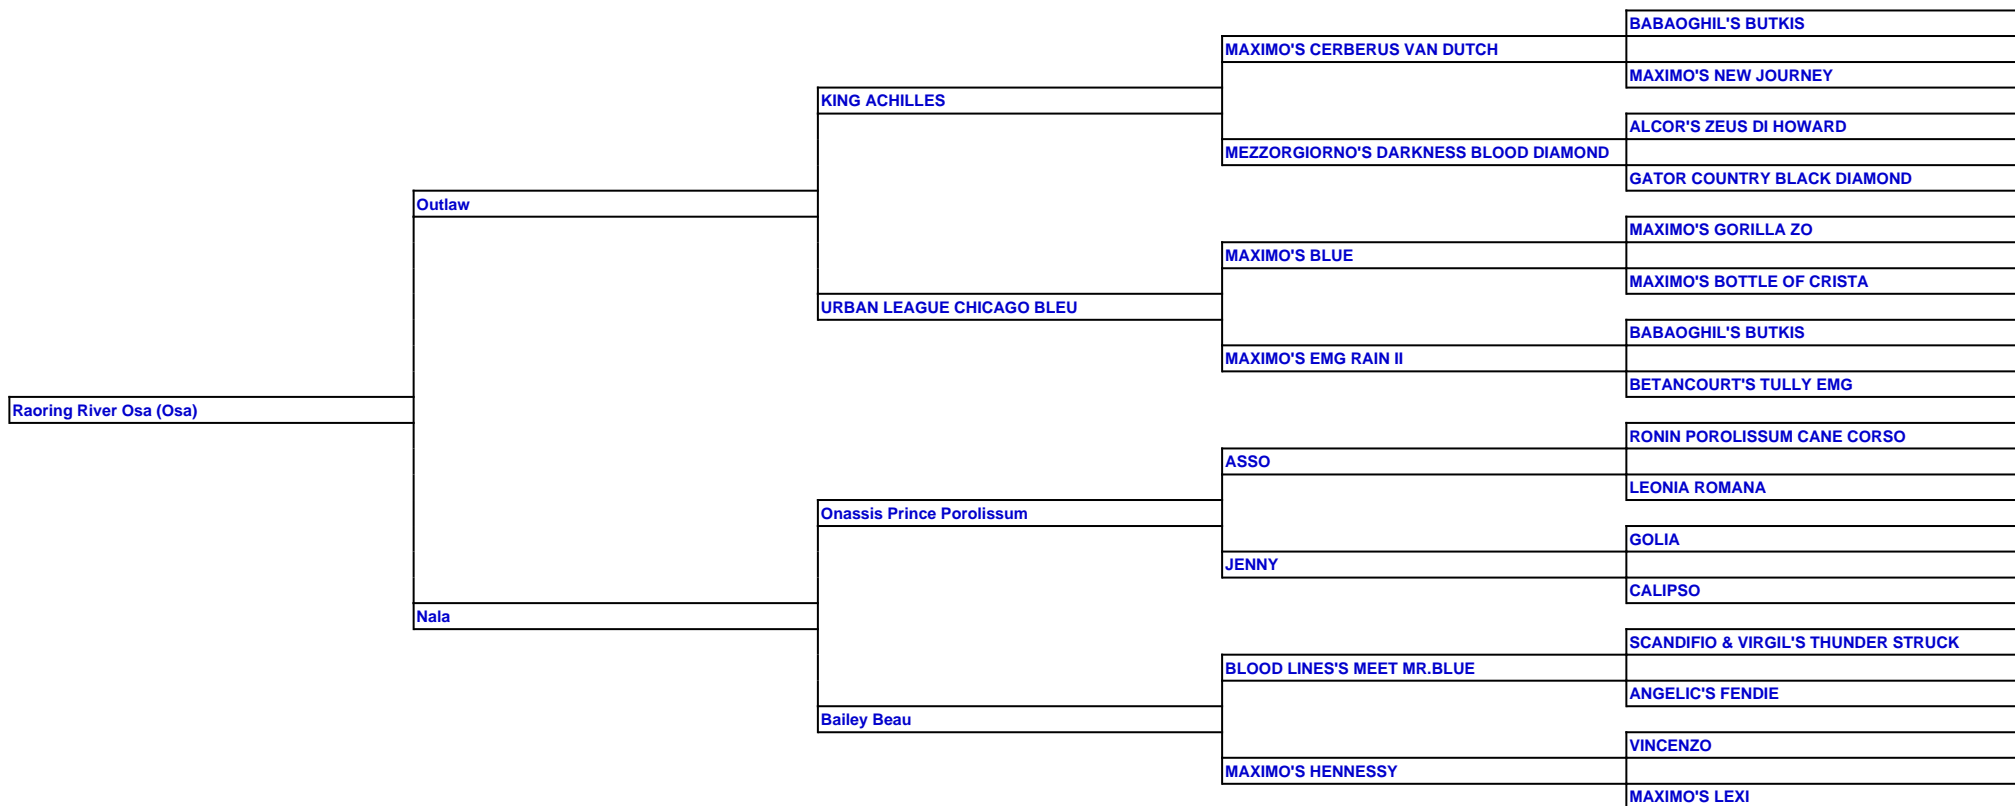 BABAOGHIL'S BUTKIS
MAXIMO'S CERBERUS VAN DUTCH
MAXIMO'S NEW JOURNEY
KING ACHILLES
ALCOR'S ZEUS DI HOWARD
MEZZORGIORNO'S DARKNESS BLOOD DIAMOND
GATOR COUNTRY BLACK DIAMOND
Outlaw
MAXIMO'S GORILLA ZO
MAXIMO'S BLUE
MAXIMO'S BOTTLE OF CRISTA
URBAN LEAGUE CHICAGO BLEU
BABAOGHIL'S BUTKIS
MAXIMO'S EMG RAIN II
BETANCOURT'S TULLY EMG
Raoring River Osa (Osa)
RONIN POROLISSUM CANE CORSO
ASSO
LEONIA ROMANA
Onassis Prince Porolissum
GOLIA
JENNY
CALIPSO
Nala
SCANDIFIO & VIRGIL'S THUNDER STRUCK
BLOOD LINES'S MEET MR.BLUE
ANGELIC'S FENDIE
Bailey Beau
VINCENZO
MAXIMO'S HENNESSY
MAXIMO'S LEXI